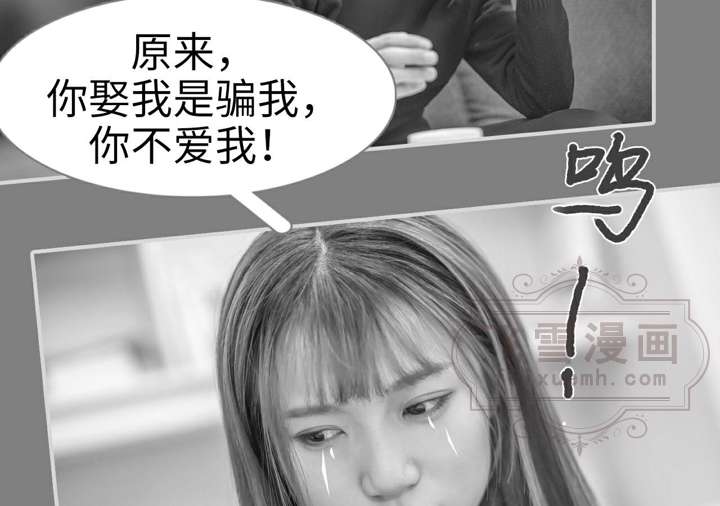 原来，
你娶我是骗我，
你不爱我！
呜！
雪漫画
xuemh.com